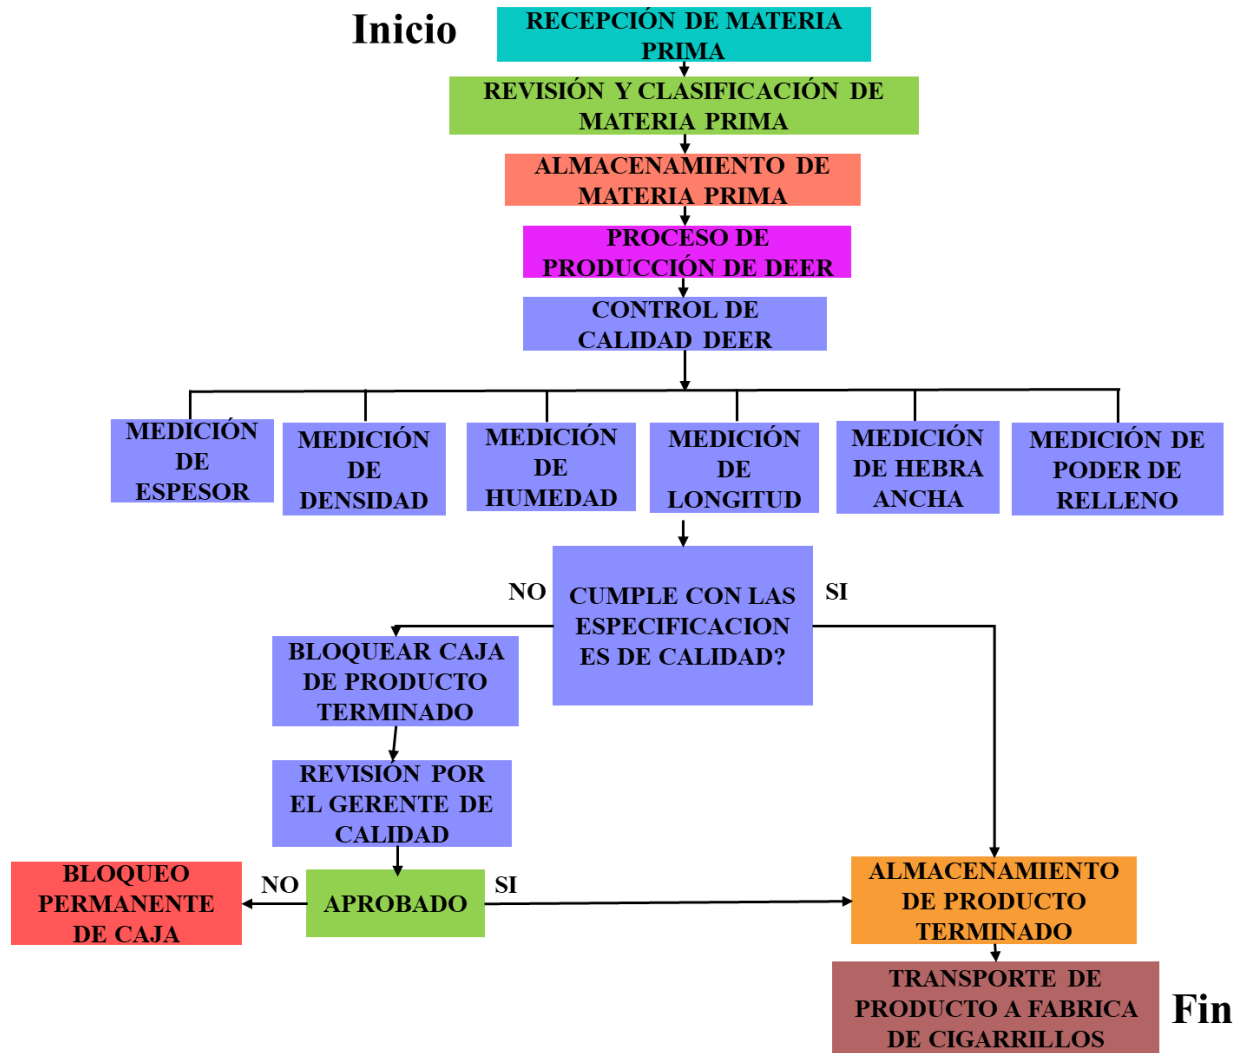 Inicio
RECEPCIÓN DE MATERIA
PRIMA
REVISIÓN Y CLASIFICACIÓN DE
MATERIA PRIMA
ALMACENAMIENTO DE
MATERIA PRIMA
PROCESO DE
PRODUCCIÓN DE DEER
CONTROL DE
CALIDAD DEER
MEDICIÓN
DE
ESPESOR
MEDICIÓN
DE
DENSIDAD
MEDICIÓN
DE
HUMEDAD
MEDICIÓN
DE
LONGITUD
MEDICIÓN
DE HEBRA
ANCHA
MEDICIÓN DE
PODER DE
RELLENO
NO
CUMPLE CON LAS
ESPECIFICACION
ES DE CALIDAD?
SI
BLOQUEAR CAJA
DE PRODUCTO
TERMINADO
REVISIÓN POR
EL GERENTE DE
CALIDAD
BLOQUEO
PERMANENTE
DE CAJA
NO
APROBADO
SI
ALMACENAMIENTO
DE PRODUCTO
TERMINADO
TRANSPORTE DE
PRODUCTO A FABRICA
DE CIGARRILLOS
Fin